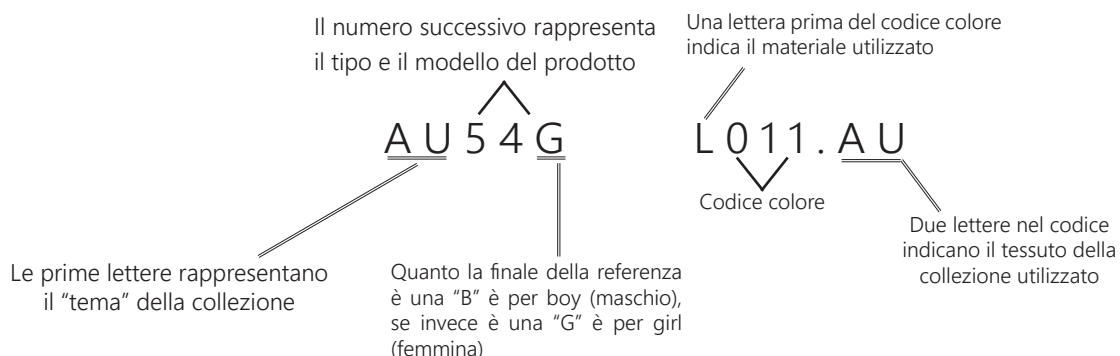 Il numero successivo rappresenta
il tipo e il modello del prodotto
Una lettera prima del codice colore
indica il materiale utilizzato
AU54G
L011.AU
Codice colore
Due lettere nel codice
indicano il tessuto della
collezione utilizzato
Le prime lettere rappresentano
il “tema” della collezione
Quanto la finale della referenza
è una “B” è per boy (maschio),
se invece è una “G” è per girl
(femmina)